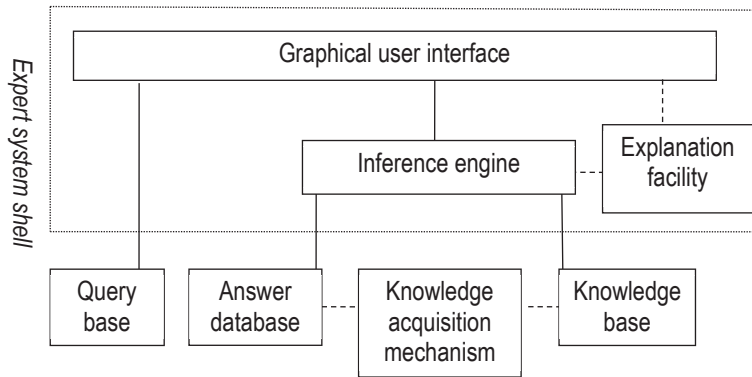 Expert system shell
Graphical user interface
Inference engine
Explanation
facility
Query
base
Answer
database
Knowledge
acquisition
mechanism
Knowledge
base